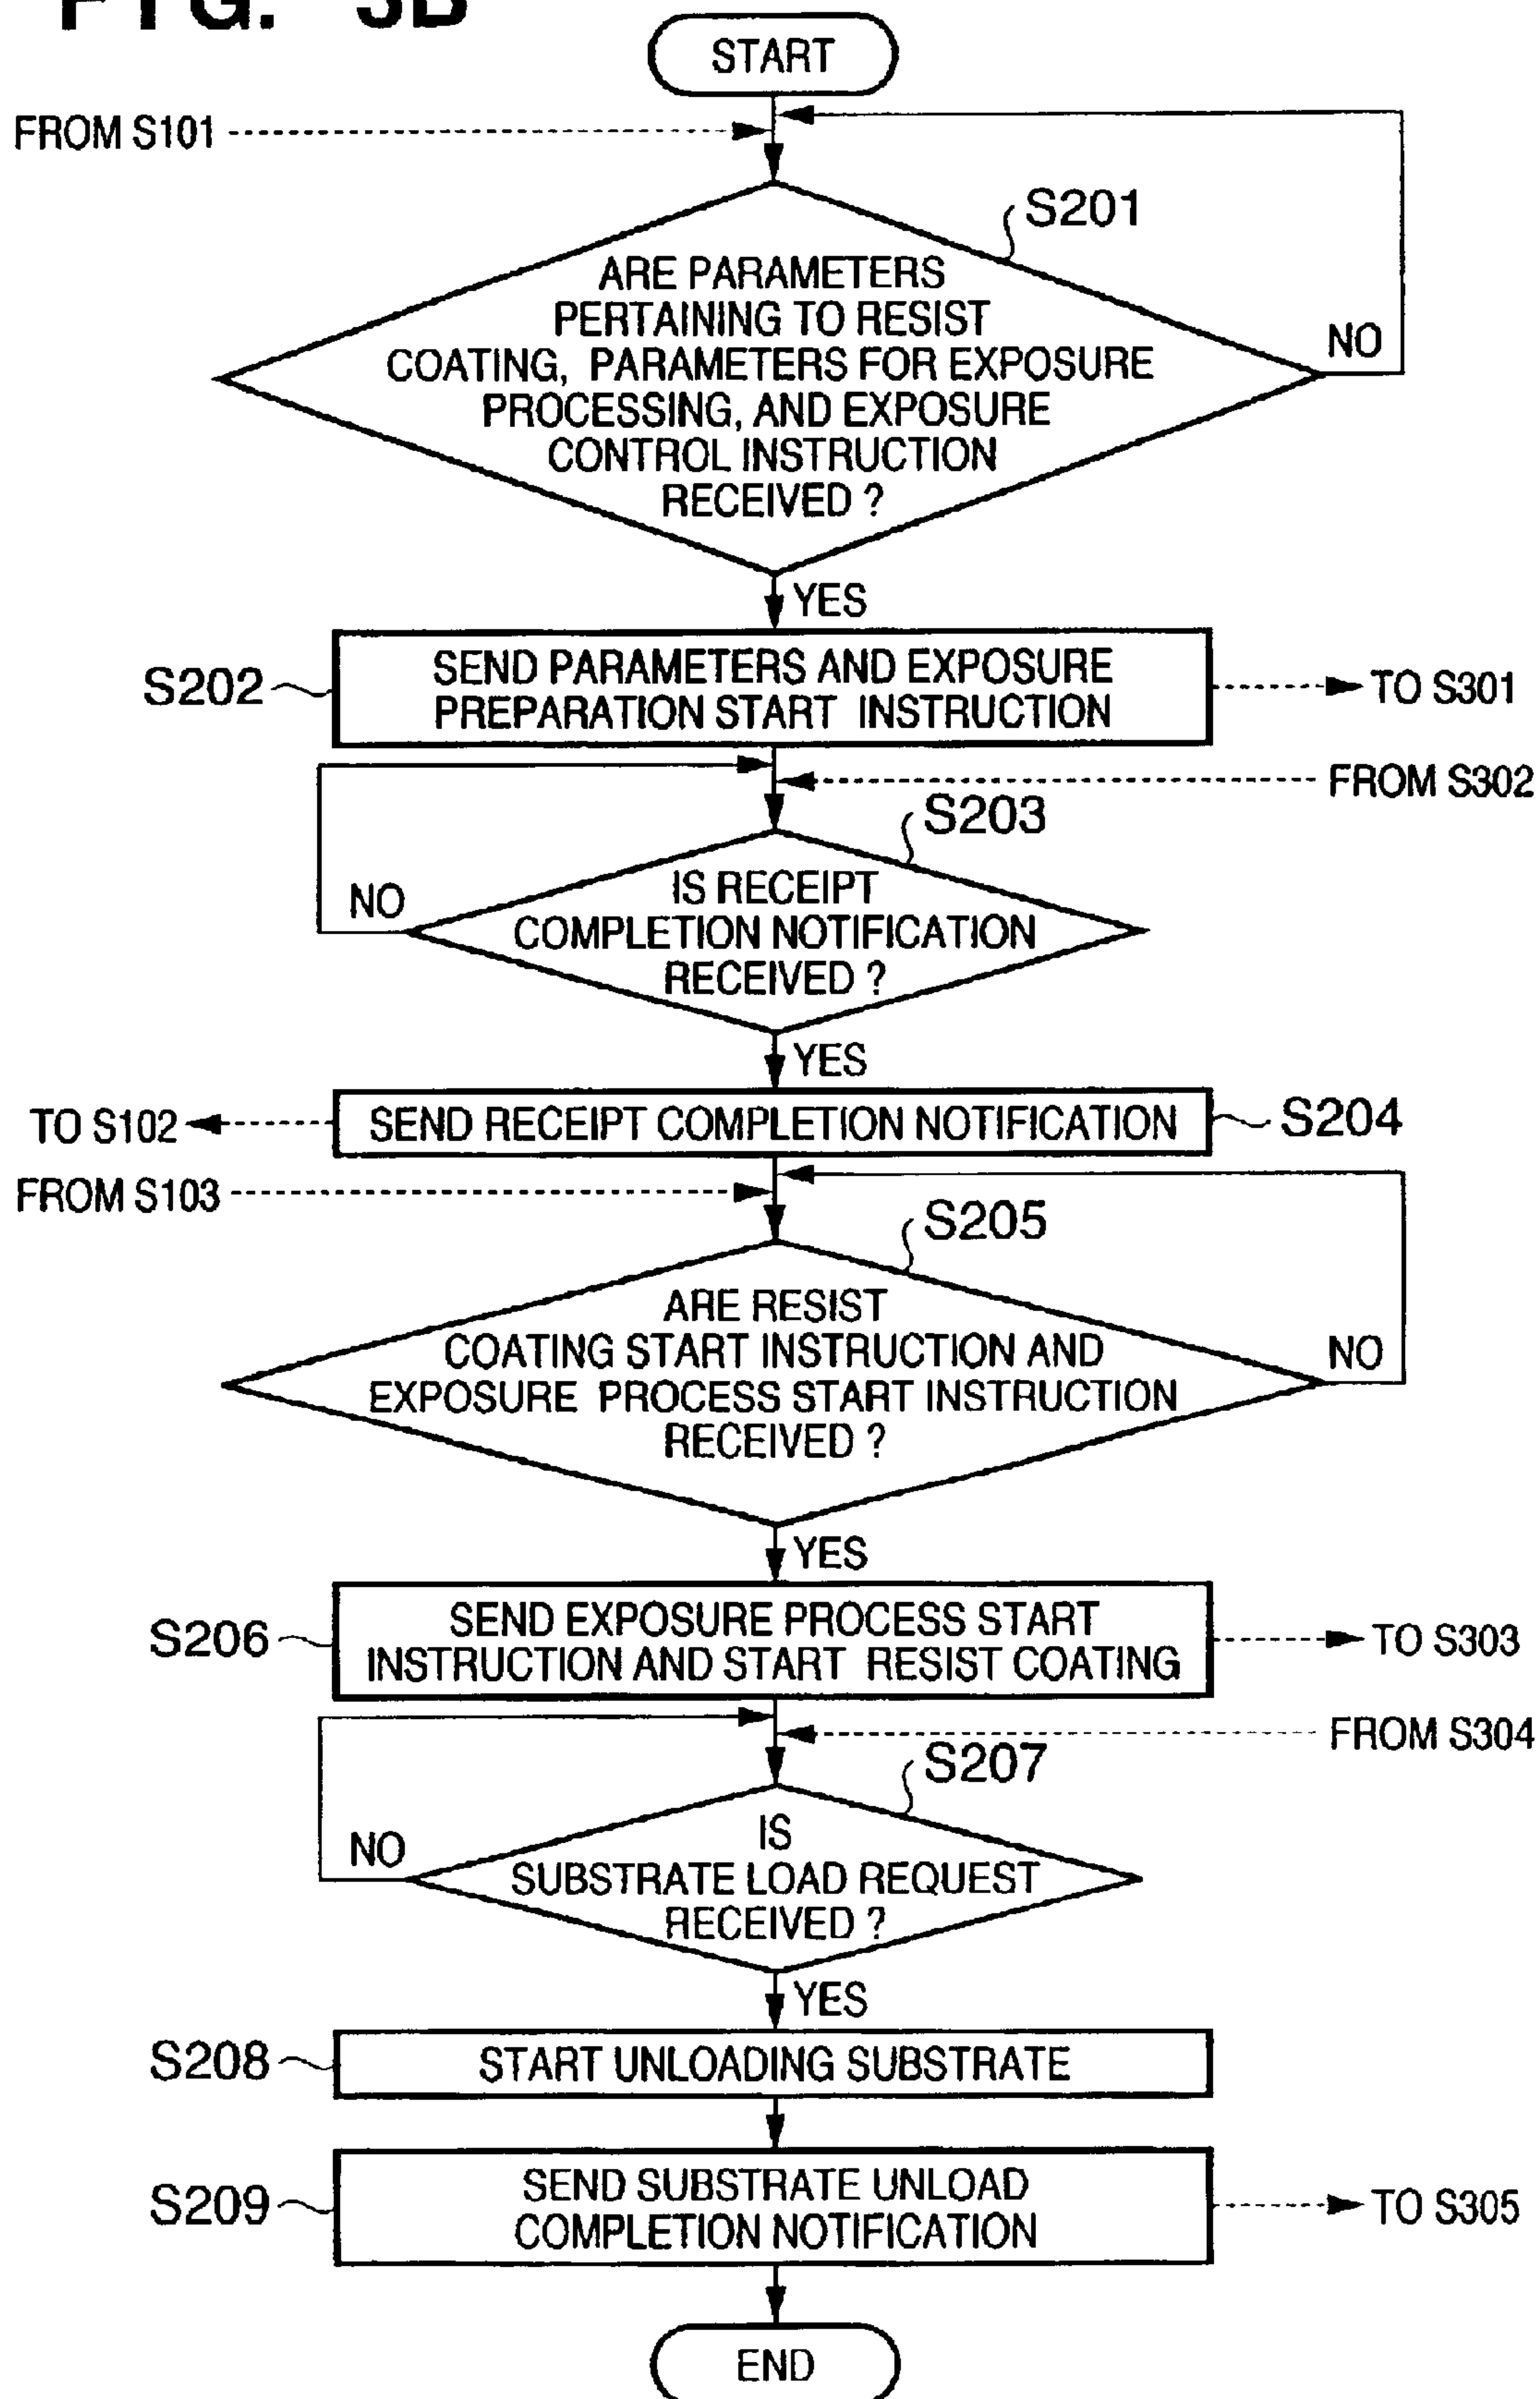 FIG. 3B
START
FROM S101
S201
ARE PARAMETERS
PERTAINING TO RESIST
COATING, PARAMETERS FOR EXPOSURE
PROCESSING, AND EXPOSURE
CONTROL INSTRUCTION
RECEIVED ?
NO
YES
S202
SEND PARAMETERS AND EXPOSURE
PREPARATION START INSTRUCTION
TO S301
FROM S302
S203
IS RECEIPT
COMPLETION NOTIFICATION
RECEIVED ?
NO
YES
TO S102
SEND RECEIPT COMPLETION NOTIFICATION
S204
FROM S103
S205
ARE RESIST
COATING START INSTRUCTION AND
EXPOSURE PROCESS START INSTRUCTION
RECEIVED ?
NO
YES
S206
SEND EXPOSURE PROCESS START
INSTRUCTION AND START RESIST COATING
TO S303
FROM S304
S207
IS
SUBSTRATE LOAD REQUEST
RECEIVED ?
NO
YES
S208
START UNLOADING SUBSTRATE
S209
SEND SUBSTRATE UNLOAD
COMPLETION NOTIFICATION
TO S305
END